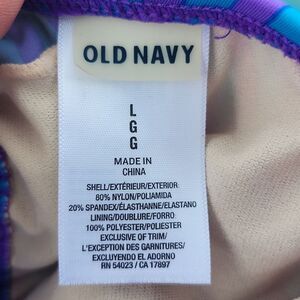 OLD NAVY
L
G
G
MADE IN
CHINA
SHELL/EXTÉRIEUR/EXTERIOR
80% NYLON/POLIAMIDA
20% SPANDEX/ÉLASTHANNE/ELASTANO
LINING/DOUBLURE/FORRO
100% POLYESTER/POLIESTER
EXCLUSIVE OF TRIM/
L'EXCEPTION DES GARNITURES/
EXCLUYENDO EL ADORNO
RN 54023 / CA 17897